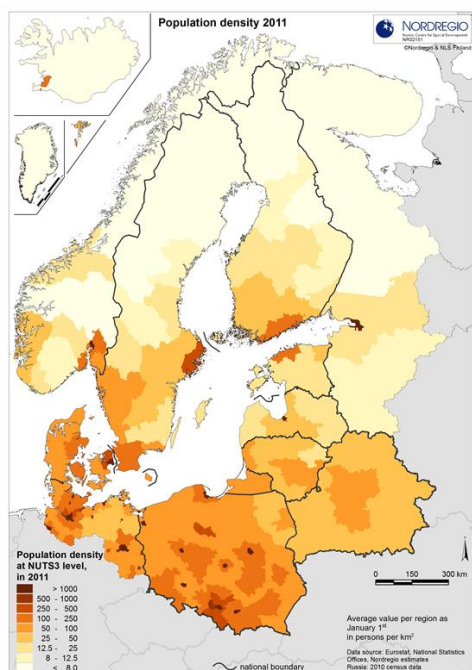 Population density 2011
NORDREGIO
Nordic Centre for Spatial Development
NR02151
©Nordregio & NLS Finland
Population density
at NUTS3 level,
in 2011
> 1000
500 - 1000
250 - 500
100 - 250
50 - 100
25 - 50
12.5 - 25
8 - 12.5
< 8.0
national boundary
0 150 300 km
Average value per region as
January 1st
in persons per km²
Data source: Eurostat, National Statistics
Offices, Nordregio estimates
Russia: 2010 census data